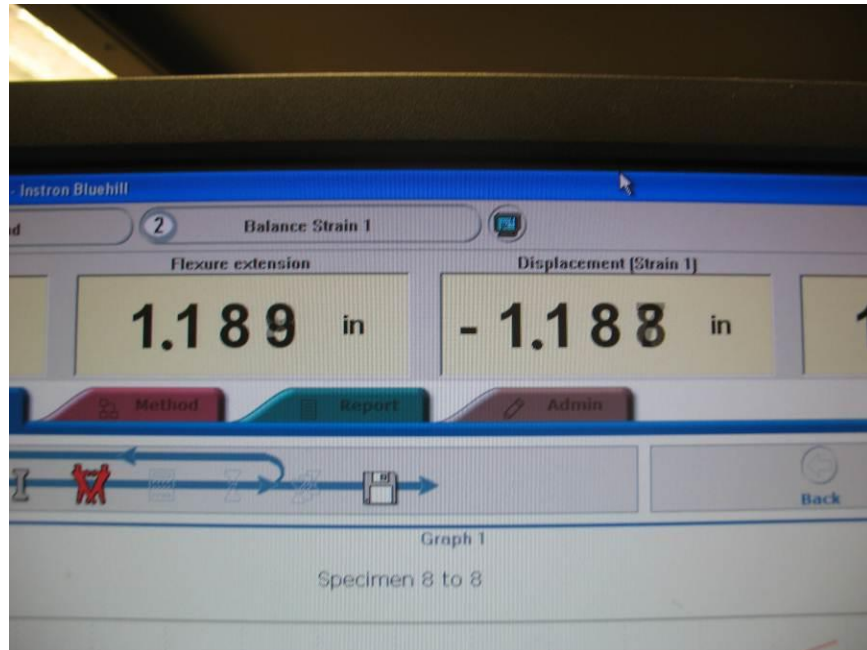 - Instron Bluehill
2 Balance Strain 1
Flexure extension
Displacement (Strain 1)
1.189 in
- 1.188 in
Method
Report
Admin
Back
Graph 1
Specimen 8 to 8